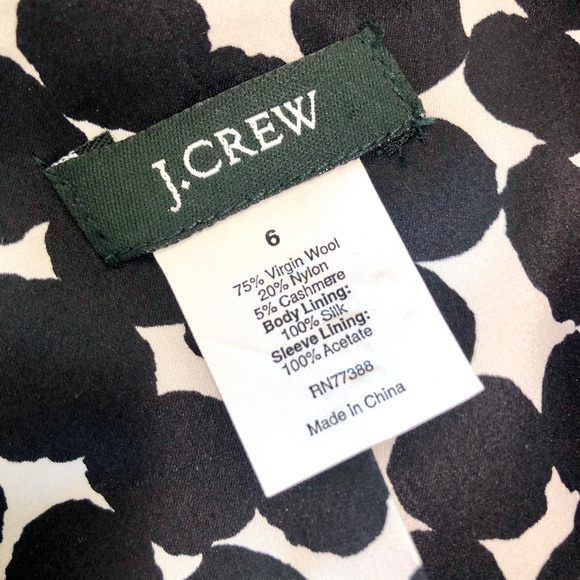 J.CREW
6
75% Virgin Wool
20% Nylon
5% Cashmere
Body Lining:
100% Silk
Sleeve Lining:
100% Acetate
RN77388
Made In China